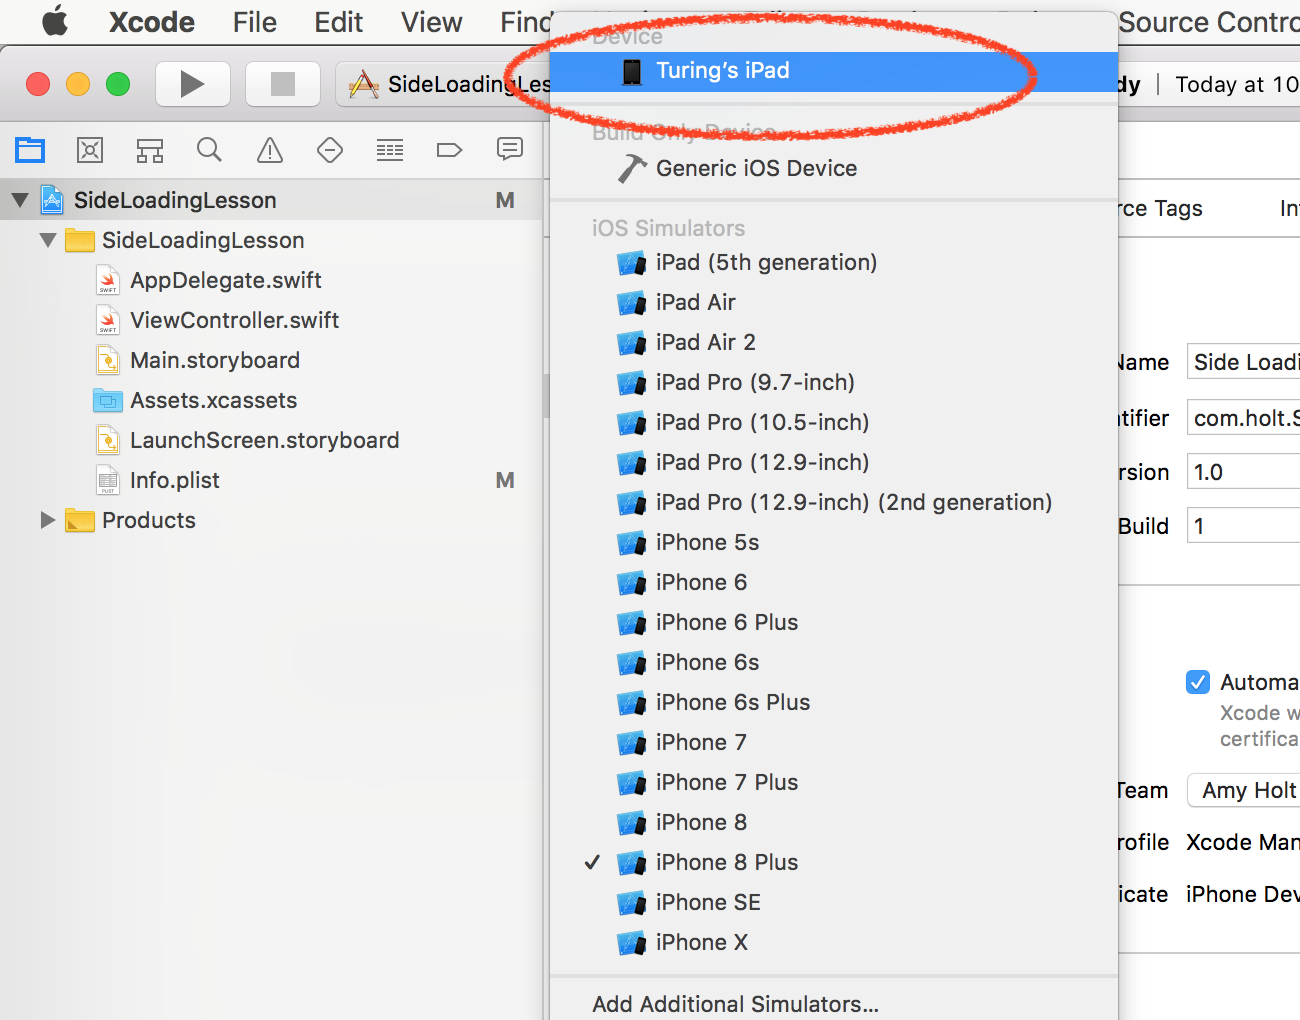 Xcode File Edit View Find Source Contro
Device
Turing's iPad
SideLoadingLes
dy | Today at 10
Build Only Device
Generic iOS Device
SideLoadingLesson M
SideLoadingLesson
AppDelegate.swift
ViewController.swift
Main.storyboard
Assets.xcassets
LaunchScreen.storyboard
Info.plist M
Products
iOS Simulators
iPad (5th generation)
iPad Air
iPad Air 2
iPad Pro (9.7-inch)
iPad Pro (10.5-inch)
iPad Pro (12.9-inch)
iPad Pro (12.9-inch) (2nd generation)
iPhone 5s
iPhone 6
iPhone 6 Plus
iPhone 6s
iPhone 6s Plus
iPhone 7
iPhone 7 Plus
iPhone 8
iPhone 8 Plus
iPhone SE
iPhone X
Add Additional Simulators...
rce Tags In
Name Side Loadi
ntifier com.holt.S
rsion 1.0
Build 1
Automa
Xcode w
certifica
Team Amy Holt
rofile Xcode Man
icate iPhone Dev